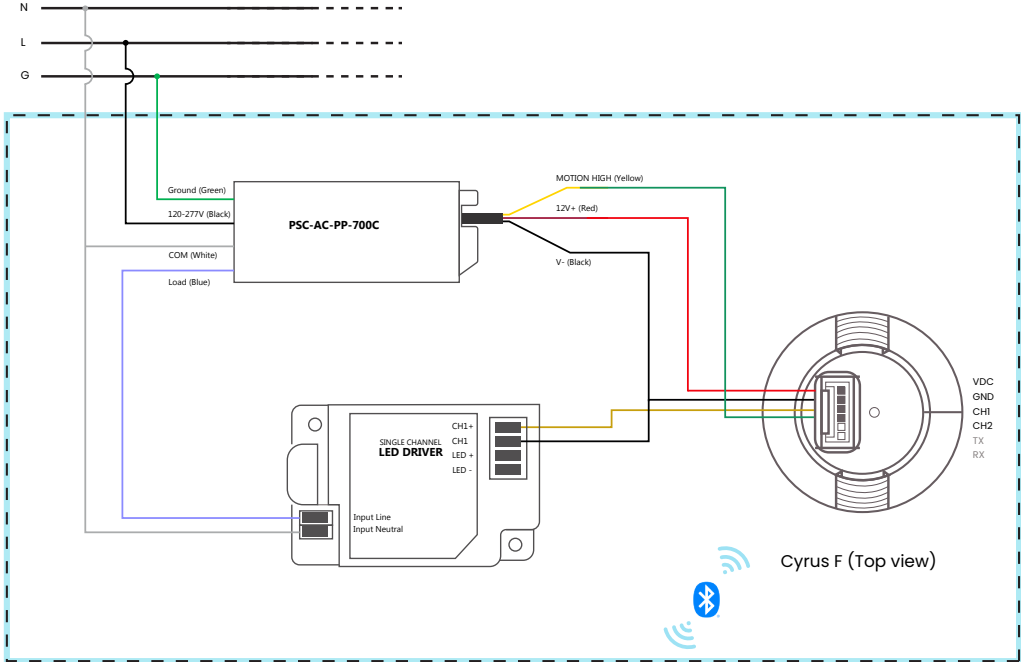 N
L
G
Ground (Green)
120-277V (Black)
COM (White)
Load (Blue)
PSC-AC-PP-700C
MOTION HIGH (Yellow)
12V+ (Red)
V- (Black)
VDC
GND
CH1
CH2
TX
RX
SINGLE CHANNEL
LED DRIVER
CH1+
CH1
LED +
LED -
Input Line
Input Neutral
Cyrus F (Top view)